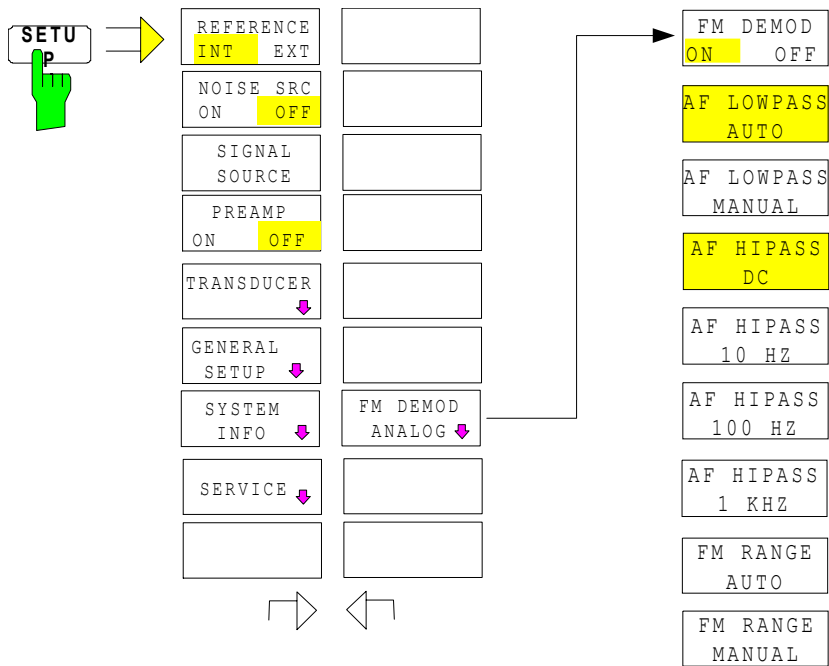 SETU
P
REFERENCE
INT EXT
NOISE SRC
ON OFF
SIGNAL
SOURCE
PREAMP
ON OFF
TRANSDUCER
GENERAL
SETUP
SYSTEM
INFO
SERVICE
FM DEMOD
ANALOG
FM DEMOD
ON OFF
AF LOWPASS
AUTO
AF LOWPASS
MANUAL
AF HIPASS
DC
AF HIPASS
10 HZ
AF HIPASS
100 HZ
AF HIPASS
1 KHZ
FM RANGE
AUTO
FM RANGE
MANUAL